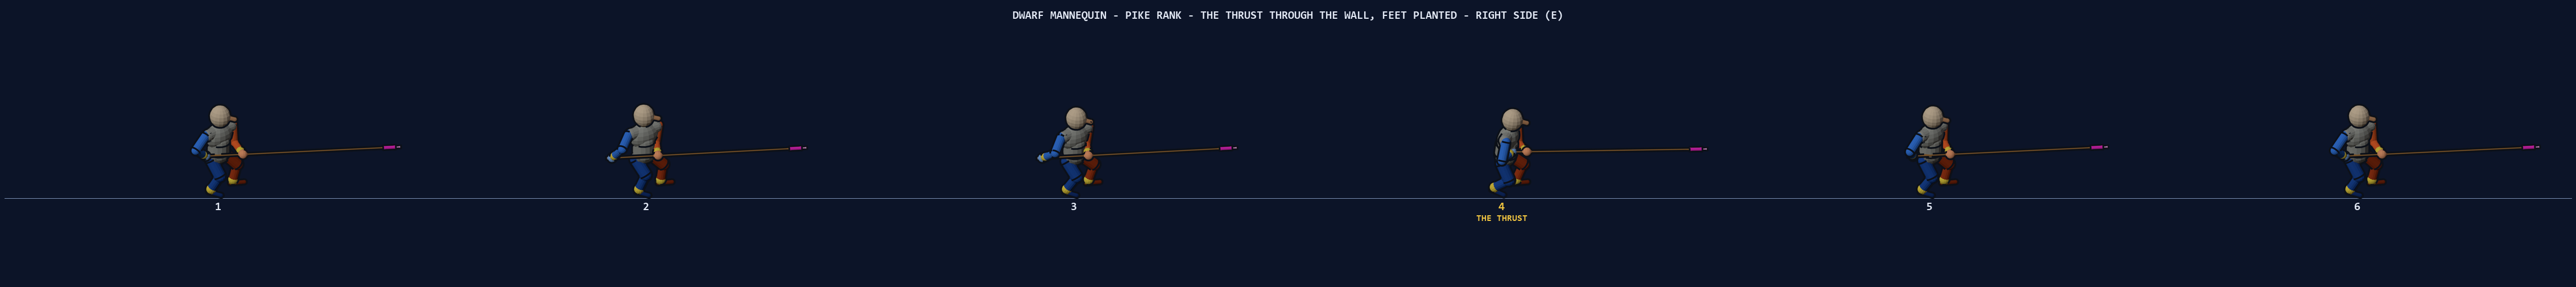 DWARF MANNEQUIN - PIKE RANK - THE THRUST THROUGH THE WALL, FEET PLANTED - RIGHT SIDE (E)
1 2 3 4 5 6
THE THRUST